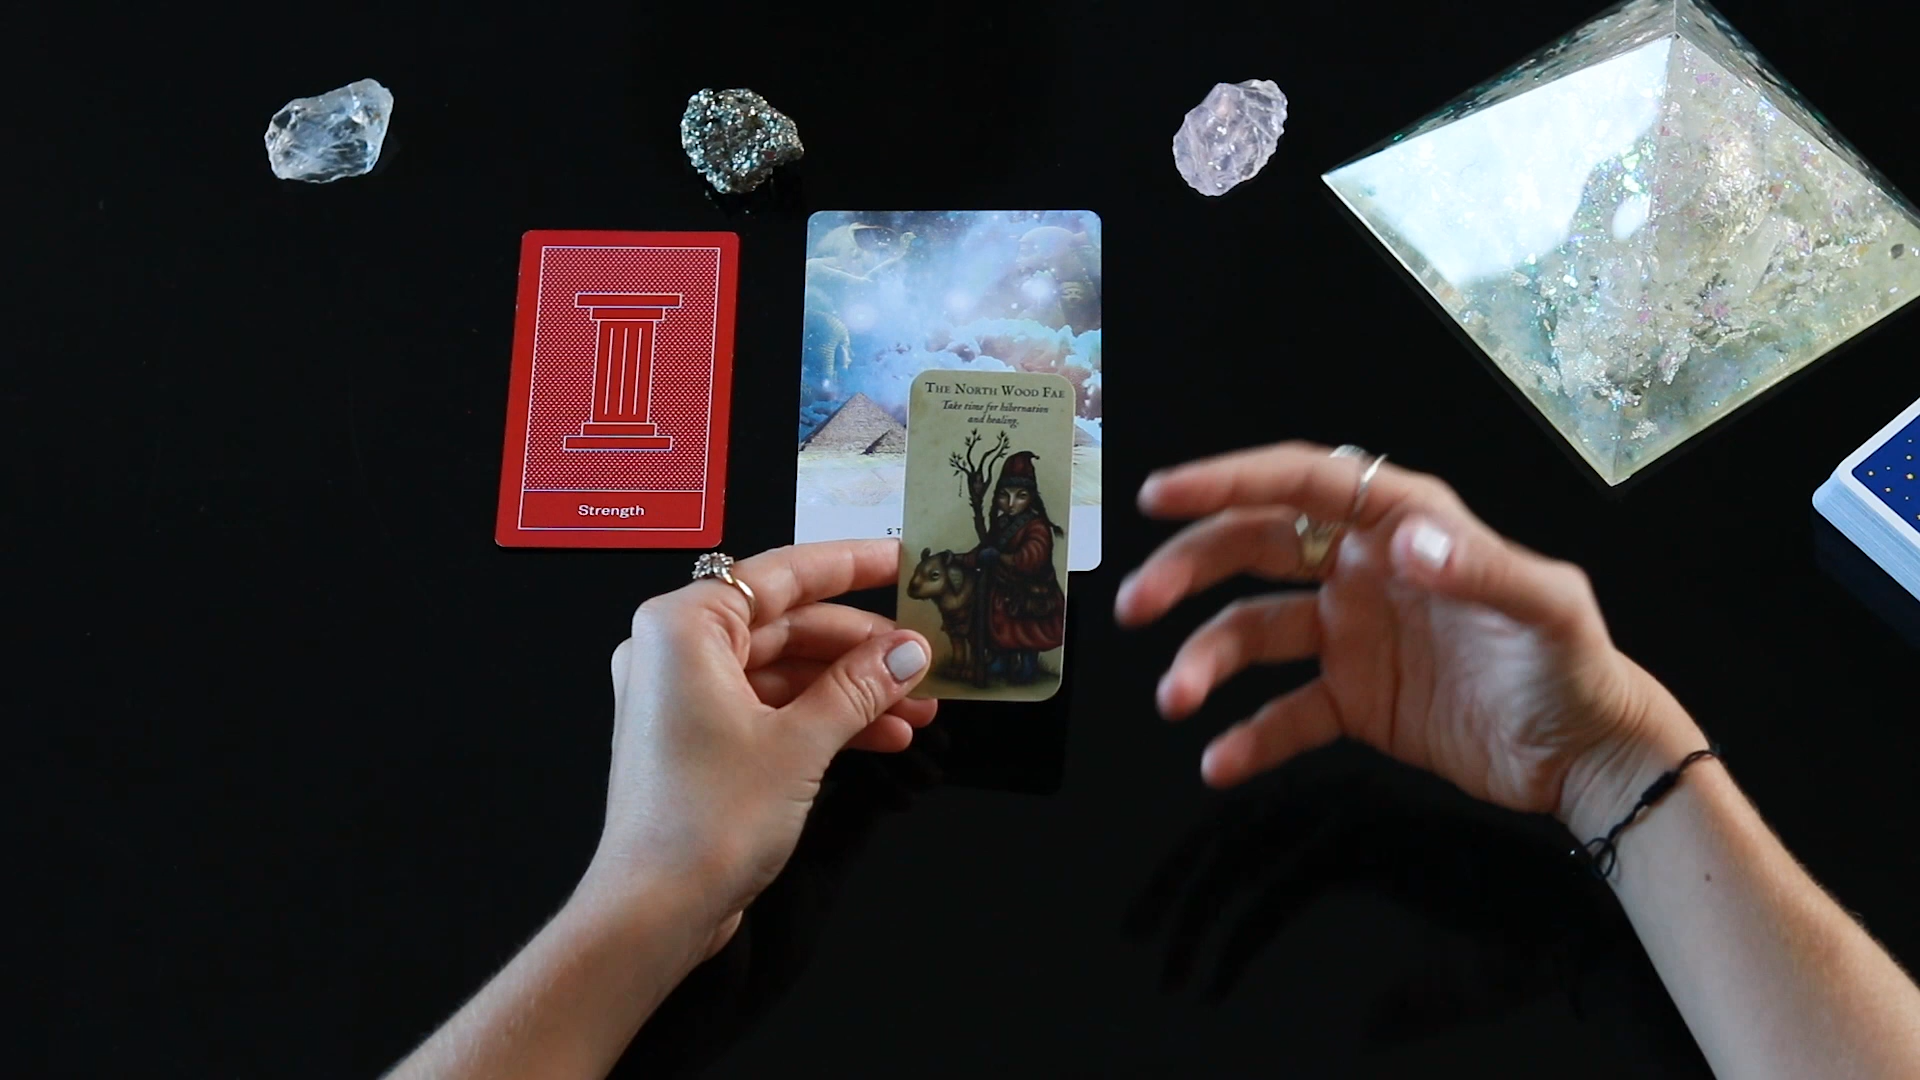 Strength
THE NORTH WOOD FAE
Take time for hibernation
and healing.